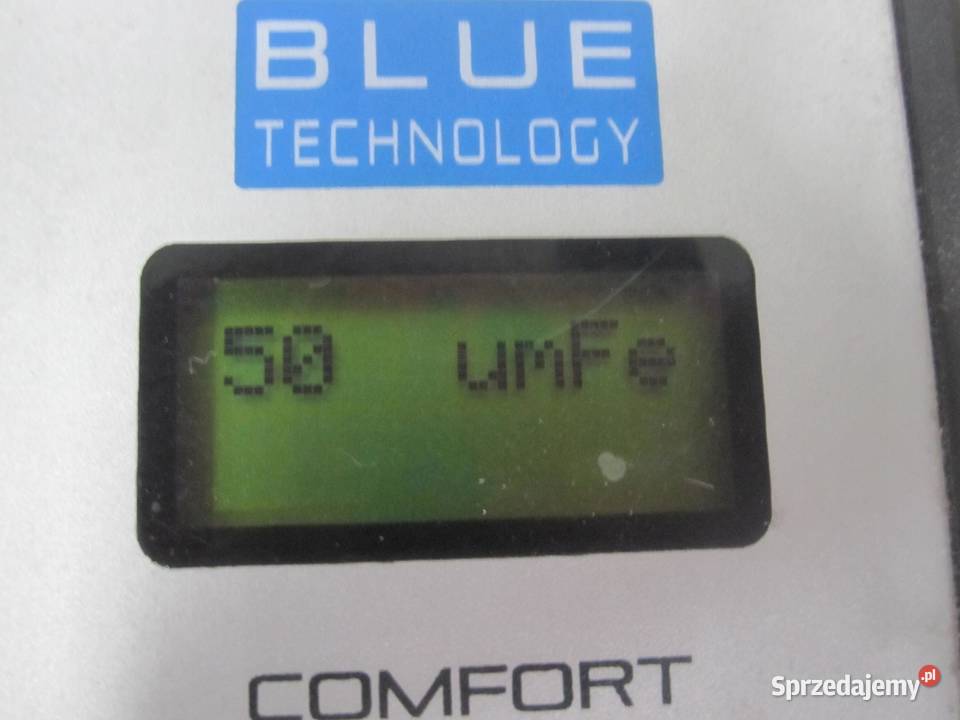 BLUE
TECHNOLOGY
50 umFe
COMFORT
Sprzedajemy.pl